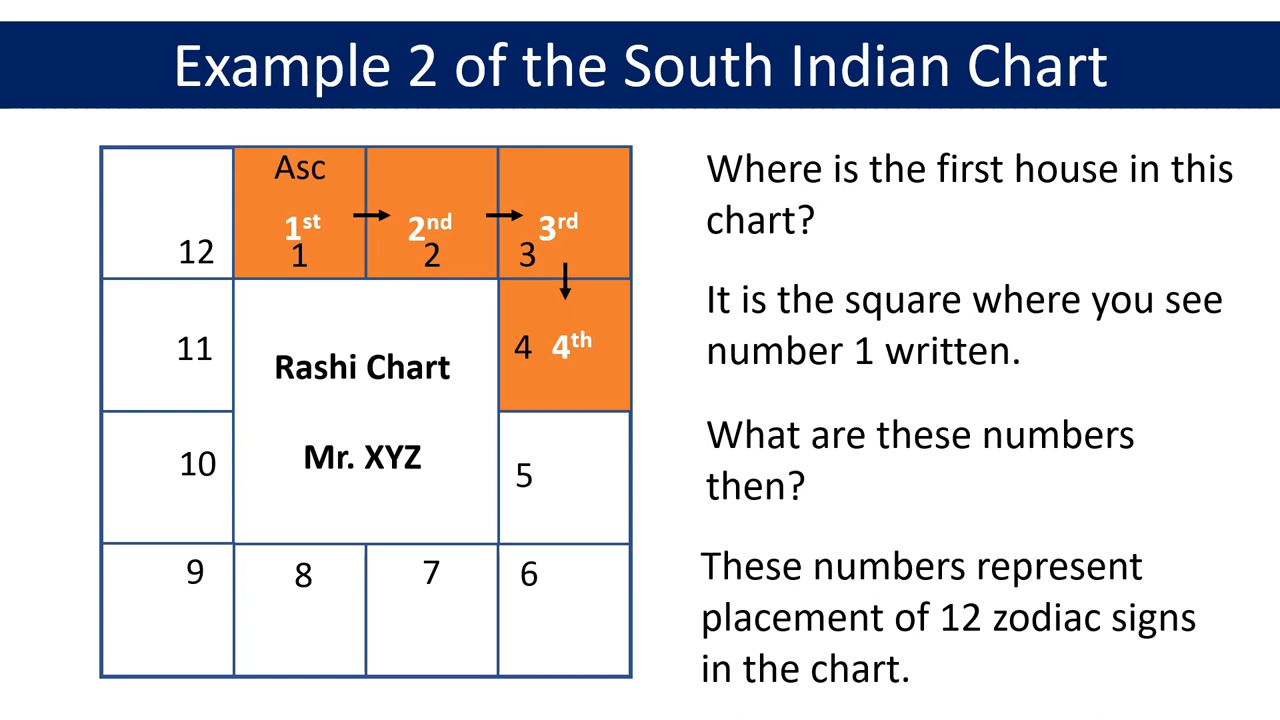 Example 2 of the South Indian Chart
Asc
1st 2nd 3rd
12 1 2 3
11 4 4th
Rashi Chart
10 5
Mr. XYZ
9 8 7 6
Where is the first house in this
chart?
It is the square where you see
number 1 written.
What are these numbers
then?
These numbers represent
placement of 12 zodiac signs
in the chart.